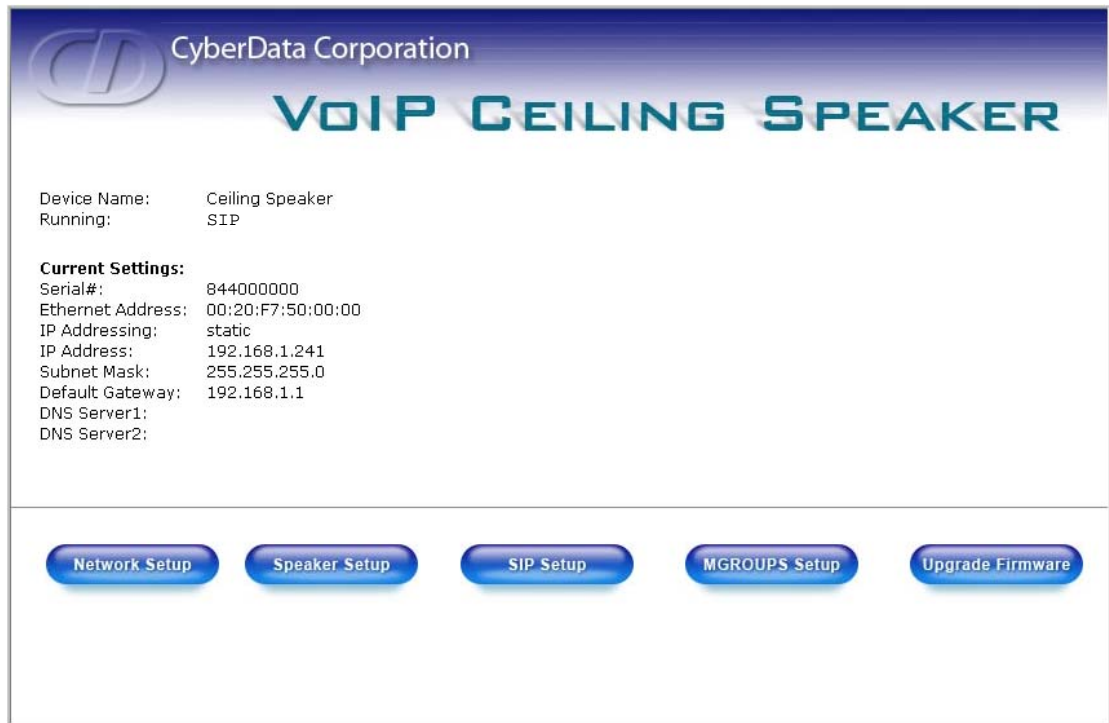 CyberData Corporation
VoIP Ceiling Speaker
Device Name: Ceiling Speaker
Running: SIP
Current Settings:
Serial#: 844000000
Ethernet Address: 00:20:F7:50:00:00
IP Addressing: static
IP Address: 192.168.1.241
Subnet Mask: 255.255.255.0
Default Gateway: 192.168.1.1
DNS Server1:
DNS Server2:
Network Setup Speaker Setup SIP Setup MGROUPS Setup Upgrade Firmware